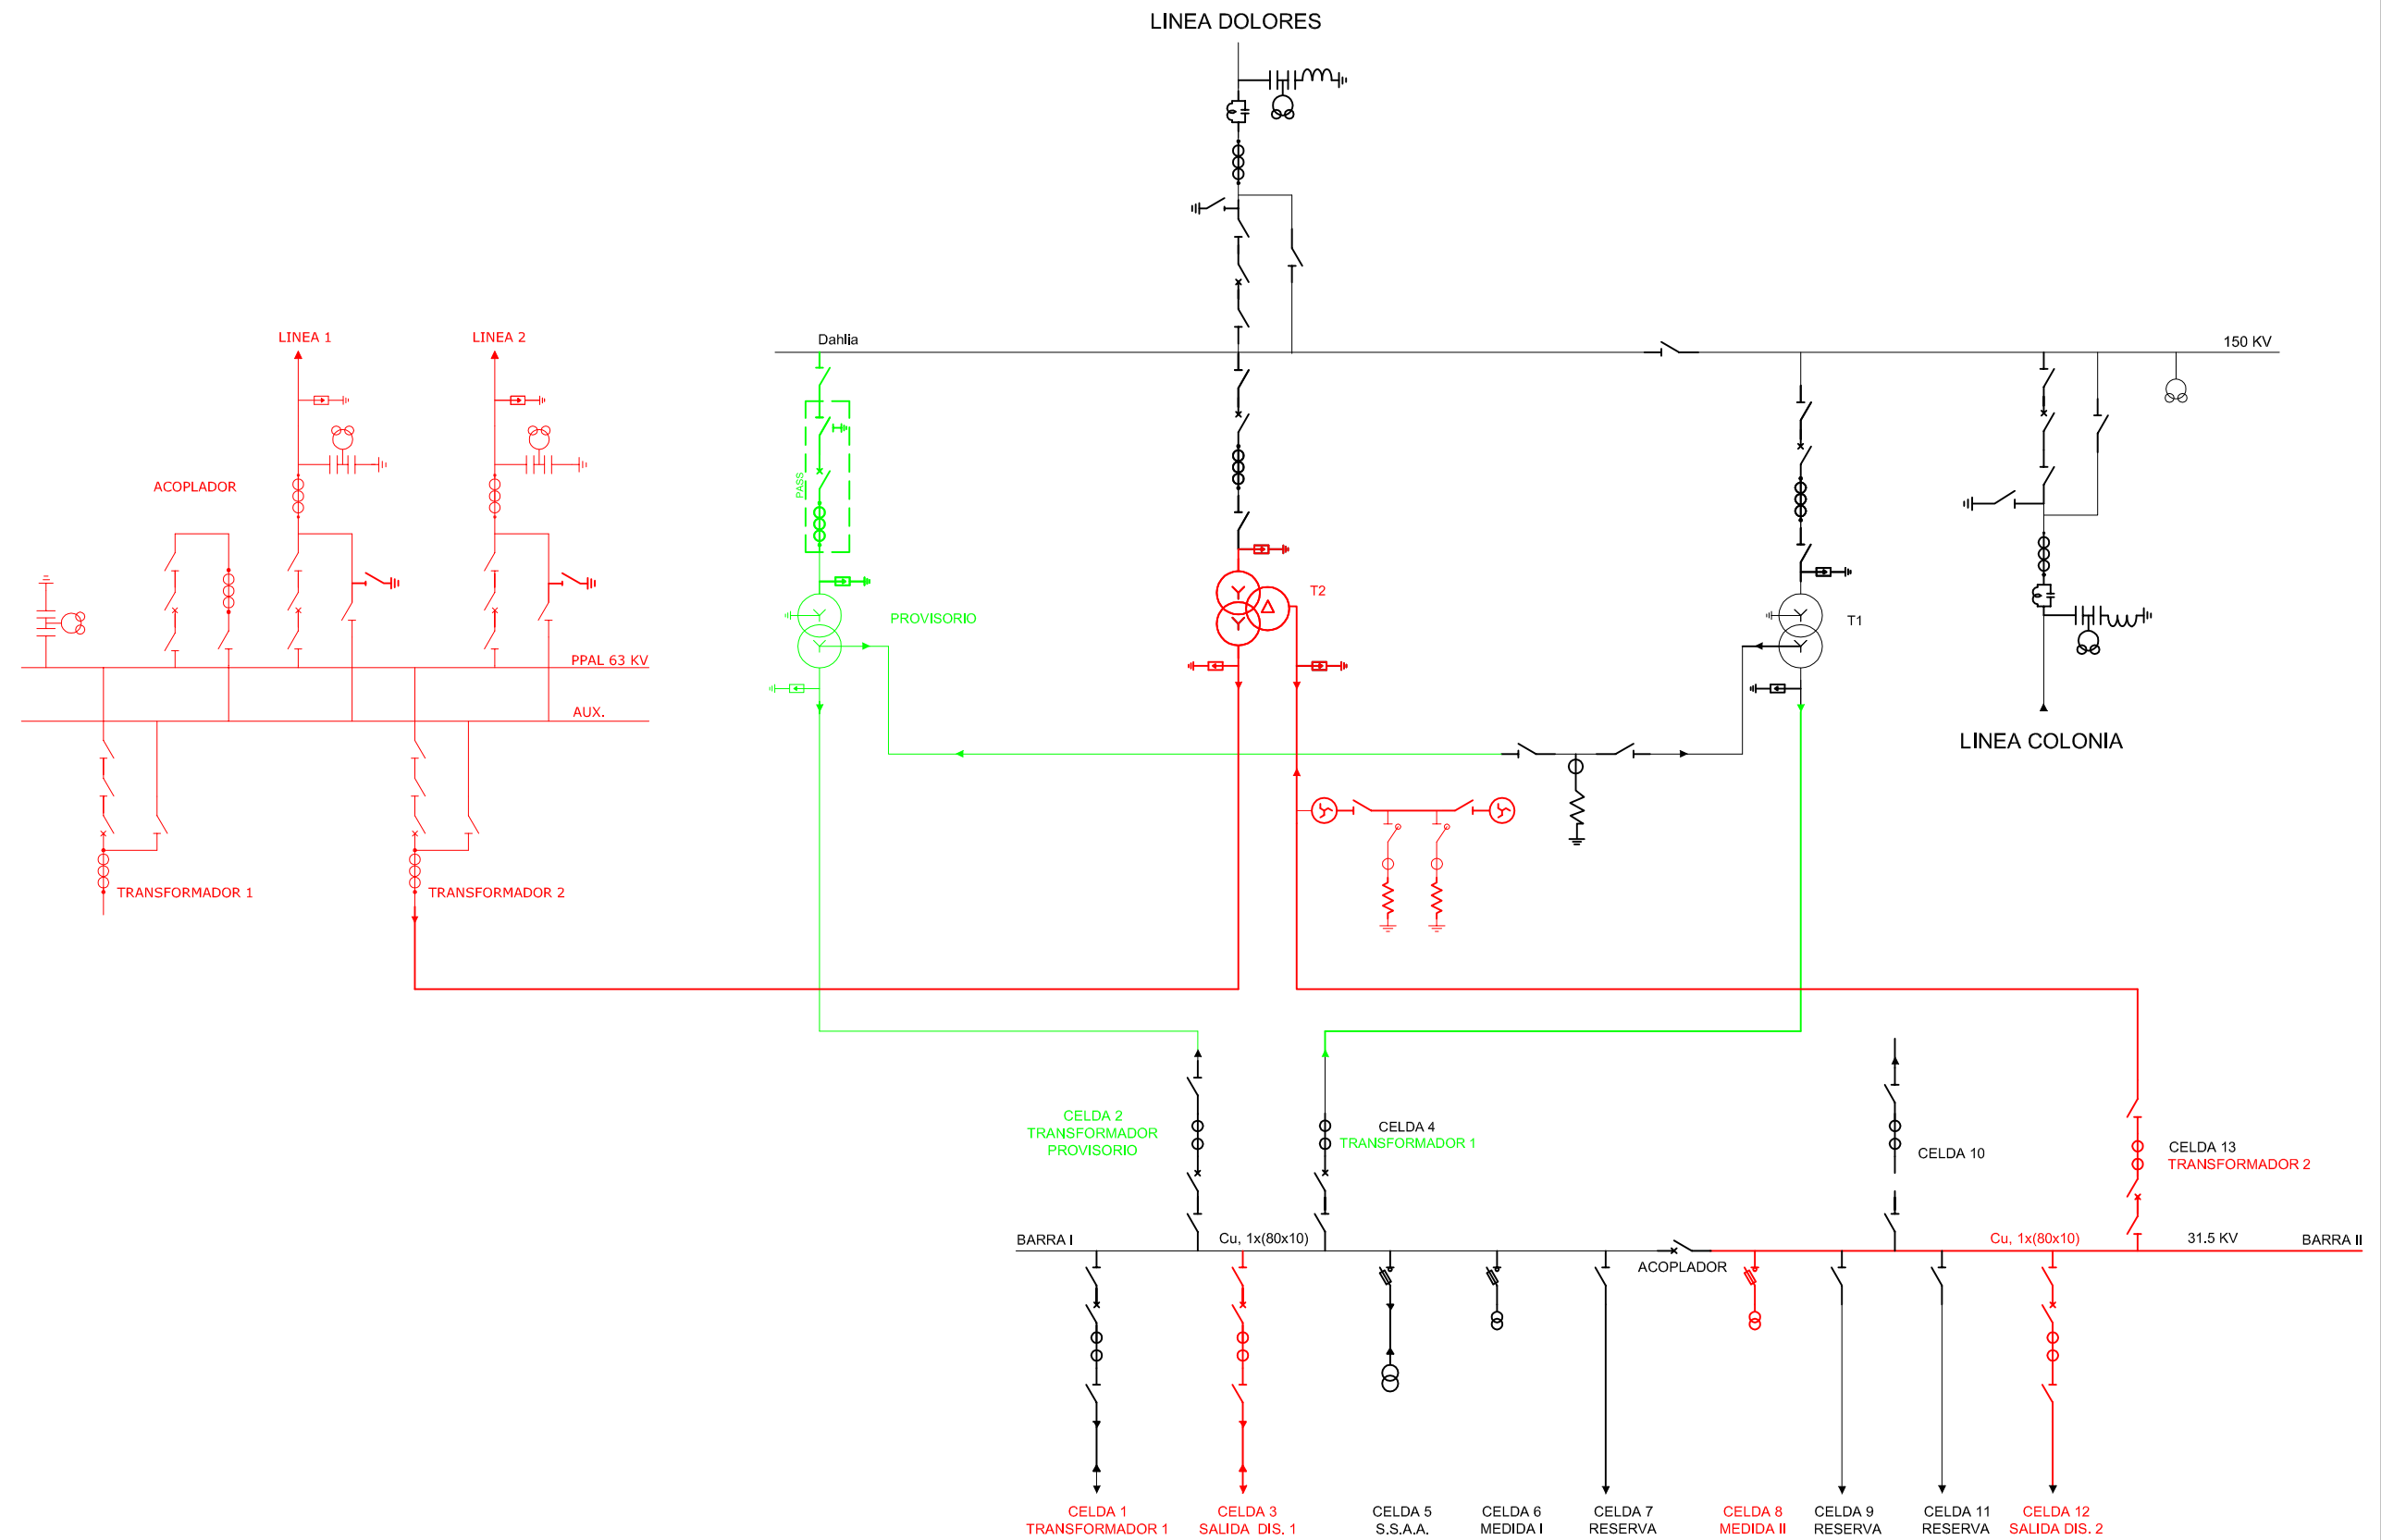 LINEA DOLORES
LINEA 1
LINEA 2
Dahlia
150 KV
ACOPLADOR
PASS
T2
PROVISORIO
T1
PPAL 63 KV
AUX.
LINEA COLONIA
TRANSFORMADOR 1
TRANSFORMADOR 2
CELDA 2
TRANSFORMADOR
PROVISORIO
CELDA 4
TRANSFORMADOR 1
CELDA 10
CELDA 13
TRANSFORMADOR 2
BARRA I
Cu, 1x(80x10)
Cu, 1x(80x10)
31.5 KV
BARRA II
ACOPLADOR
CELDA 1
TRANSFORMADOR 1
CELDA 3
SALIDA DIS. 1
CELDA 5
S.S.A.A.
CELDA 6
MEDIDA I
CELDA 7
RESERVA
CELDA 8
MEDIDA II
CELDA 9
RESERVA
CELDA 11
RESERVA
CELDA 12
SALIDA DIS. 2